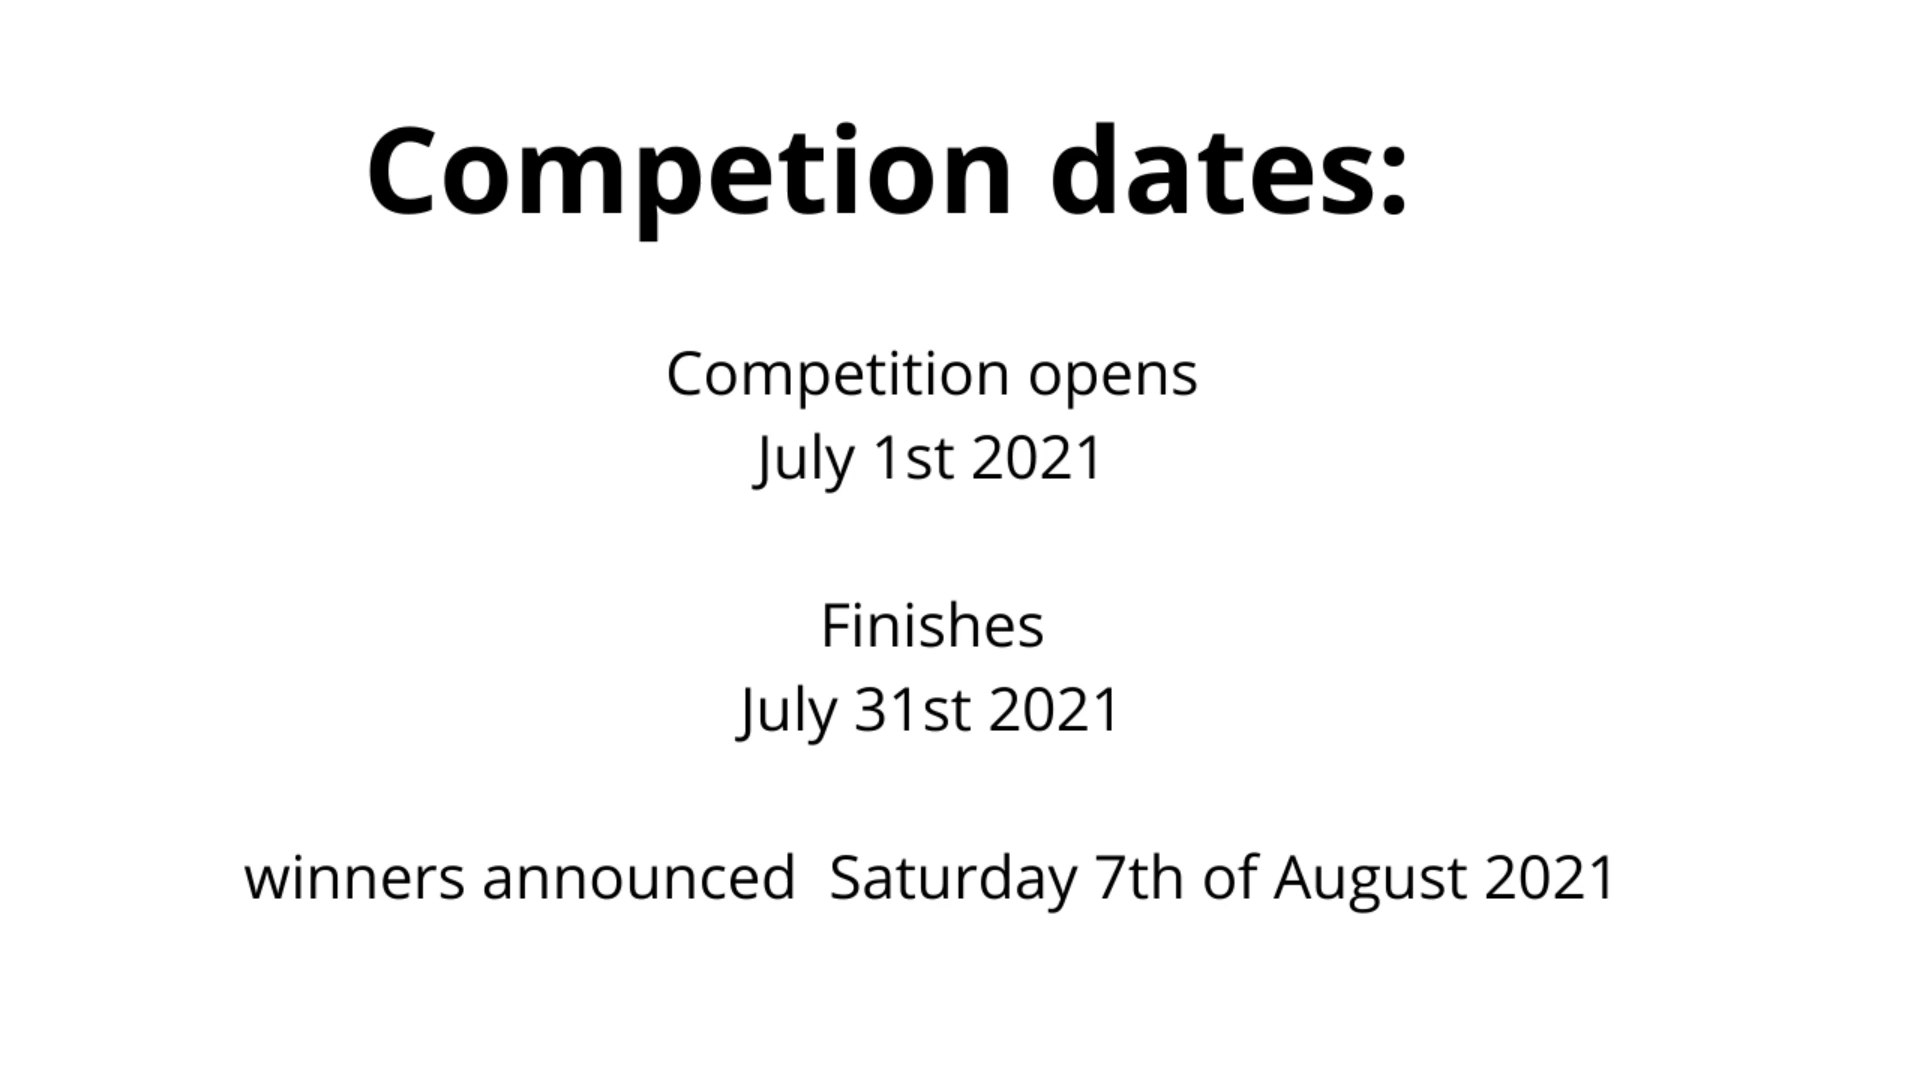 Competion dates:
Competition opens
July 1st 2021
Finishes
July 31st 2021
winners announced  Saturday 7th of August 2021